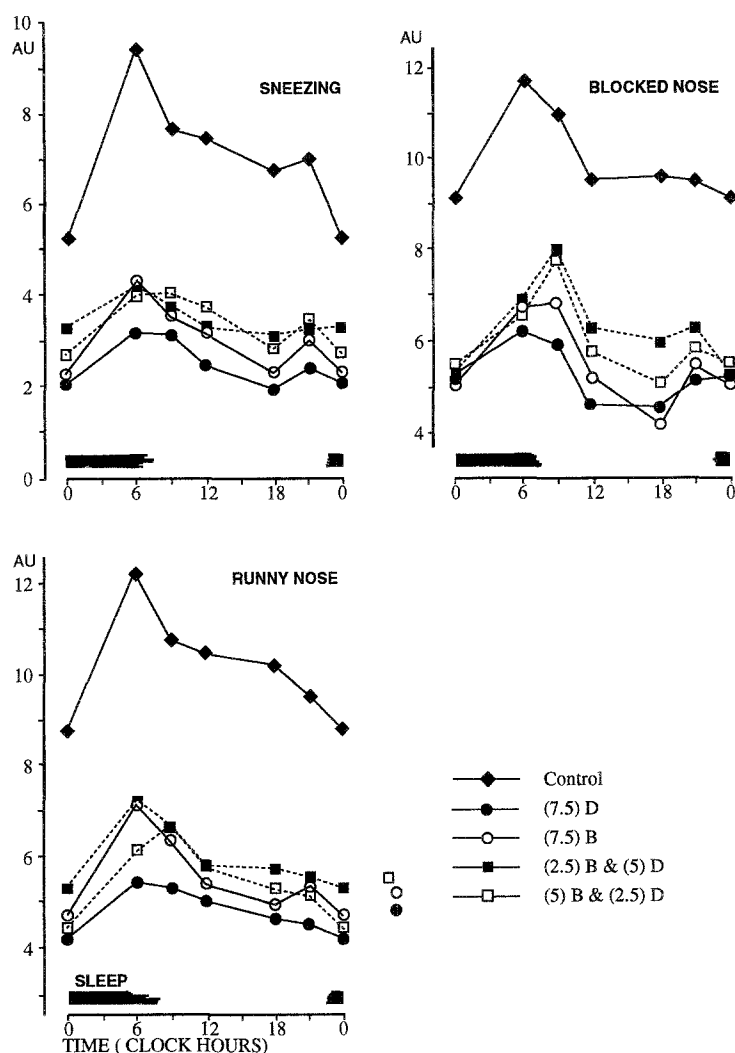 10
AU
SNEEZING
8
6
4
2
0
0 6 12 18 0
AU
12
BLOCKED NOSE
10
8
6
4
0 6 12 18 0
AU
12
RUNNY NOSE
10
8
6
4
SLEEP
0 6 12 18 0
TIME ( CLOCK HOURS)
Control
(7.5) D
(7.5) B
(2.5) B & (5) D
(5) B & (2.5) D